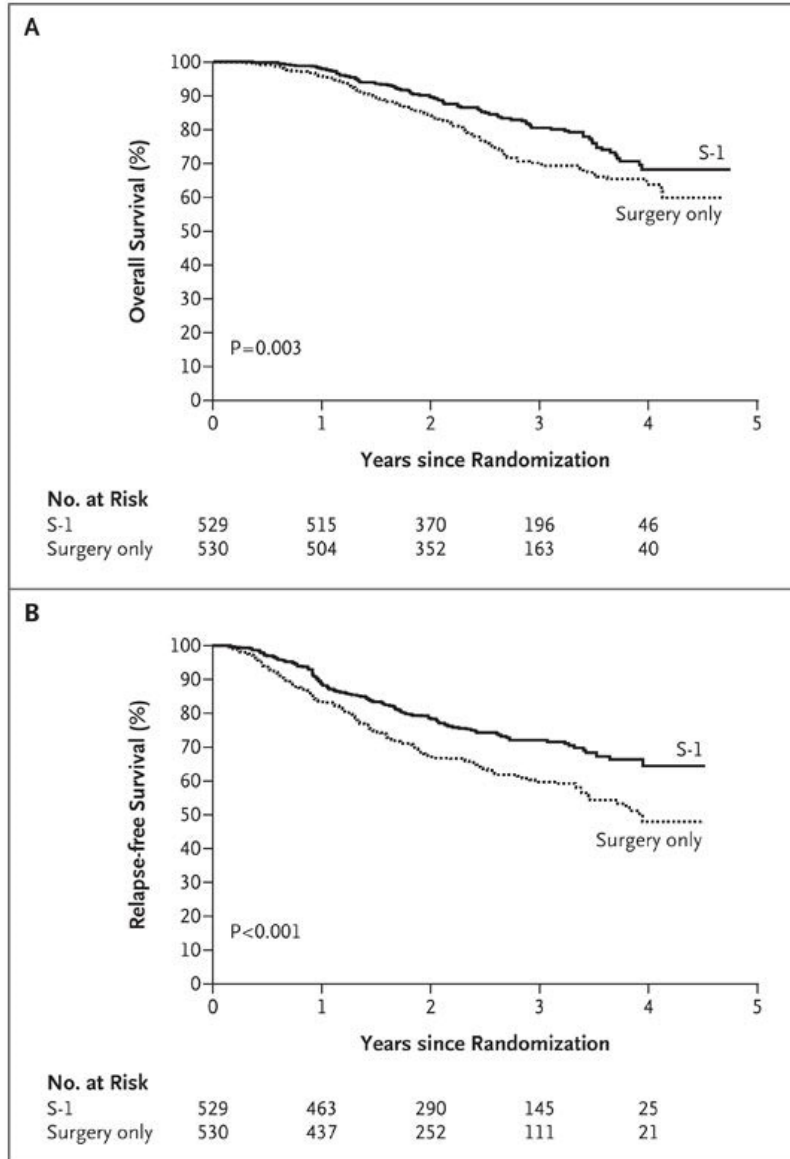 A
100
90
80
70
60
50
40
30
20
10
0
Overall Survival (%)
S-1
Surgery only
P=0.003
0 1 2 3 4 5
Years since Randomization
No. at Risk
S-1 529 515 370 196 46
Surgery only 530 504 352 163 40
B
100
90
80
70
60
50
40
30
20
10
0
Relapse-free Survival (%)
S-1
Surgery only
P<0.001
0 1 2 3 4 5
Years since Randomization
No. at Risk
S-1 529 463 290 145 25
Surgery only 530 437 252 111 21